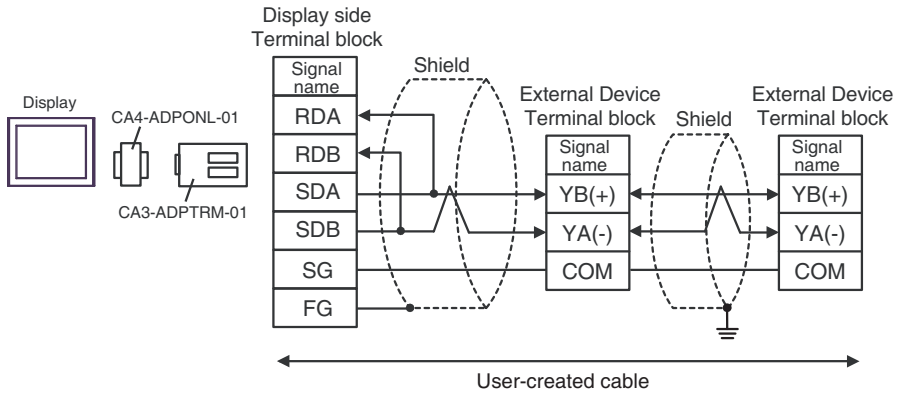 Display side
Terminal block
Signal
name
RDA
RDB
SDA
SDB
SG
FG
Shield
Display
CA4-ADPONL-01
CA3-ADPTRM-01
External Device
Terminal block
Signal
name
YB(+)
YA(-)
COM
Shield
External Device
Terminal block
Signal
name
YB(+)
YA(-)
COM
User-created cable